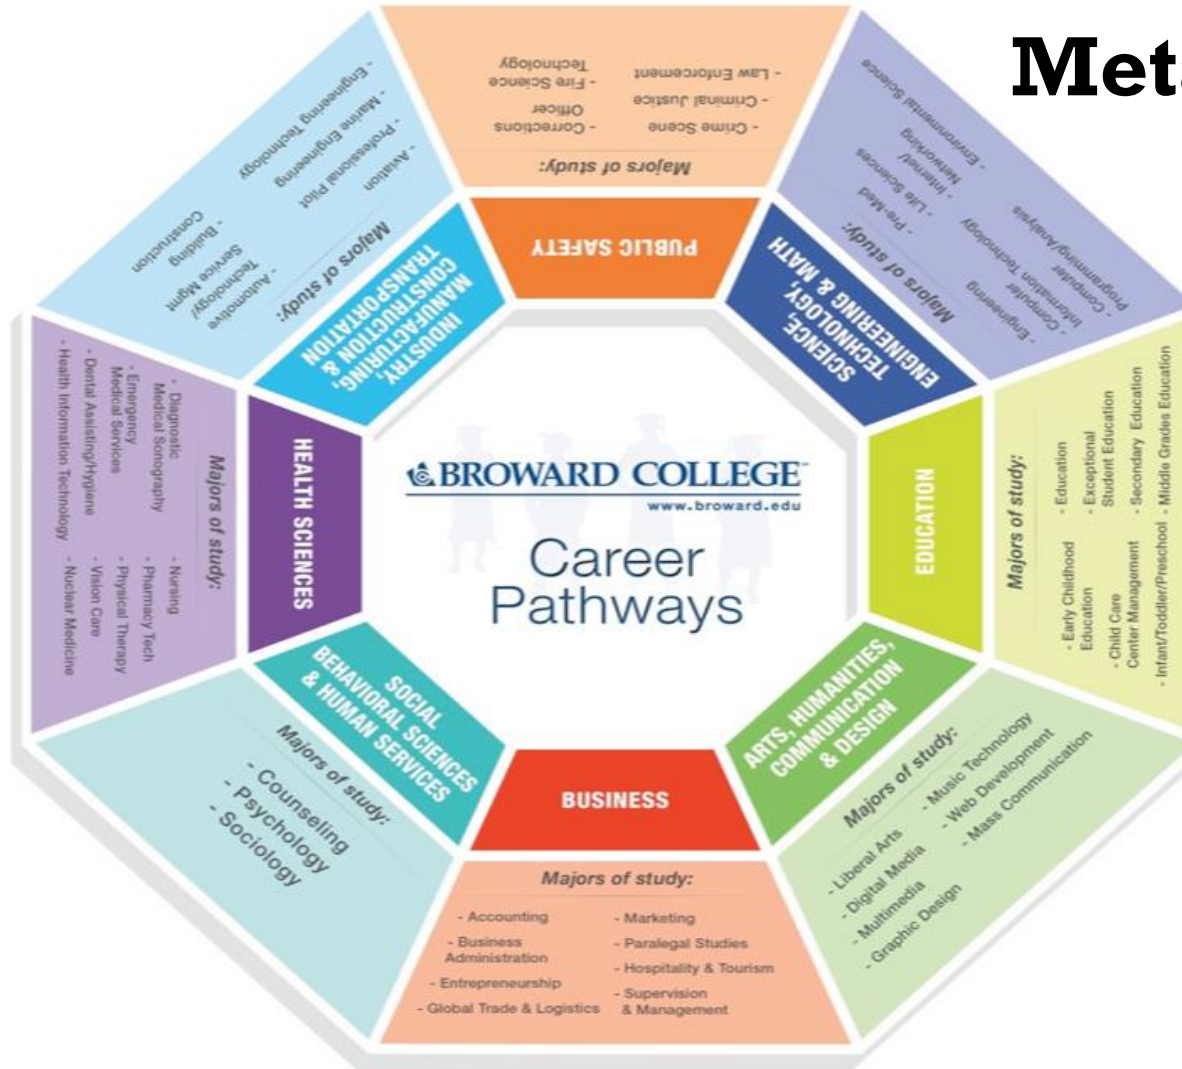 Meta
BROWARD COLLEGE
www.broward.edu
Career
Pathways
PUBLIC SAFETY
Majors of study:
- Crime Scene
- Criminal Justice
- Law Enforcement
- Corrections
Officer
- Fire Science
Technology
SCIENCE,
TECHNOLOGY,
ENGINEERING & MATH
Majors of study:
- Engineering
- Computer
Information Technology
- Computer
Programming/Analysis
- Pre-Med
- Life Sciences
- Internet/
Networking
- Environmental Science
EDUCATION
Majors of study:
- Early Childhood
Education
- Child Care
Center Management
- Infant/Toddler/Preschool
- Education
- Exceptional
Student Education
- Secondary Education
- Middle Grades Education
ARTS, HUMANITIES,
COMMUNICATION
& DESIGN
Majors of study:
- Liberal Arts
- Digital Media
- Multimedia
- Graphic Design
- Music Technology
- Web Development
- Mass Communication
BUSINESS
Majors of study:
- Accounting
- Business
Administration
- Entrepreneurship
- Global Trade & Logistics
- Marketing
- Paralegal Studies
- Hospitality & Tourism
- Supervision
& Management
SOCIAL
BEHAVIORAL SCIENCES
& HUMAN SERVICES
Majors of study:
- Counseling
- Psychology
- Sociology
HEALTH SCIENCES
Majors of study:
- Diagnostic
Medical Sonography
- Emergency
Medical Services
- Dental Assisting/Hygiene
- Health Information Technology
- Nursing
- Pharmacy Tech
- Physical Therapy
- Vision Care
- Nuclear Medicine
INDUSTRY,
MANUFACTURING,
CONSTRUCTION &
TRANSPORTATION
Majors of study:
- Automotive
Technology/
Service Mgmt
- Building
Construction
- Aviation
- Professional Pilot
- Marine Engineering
- Engineering Technology